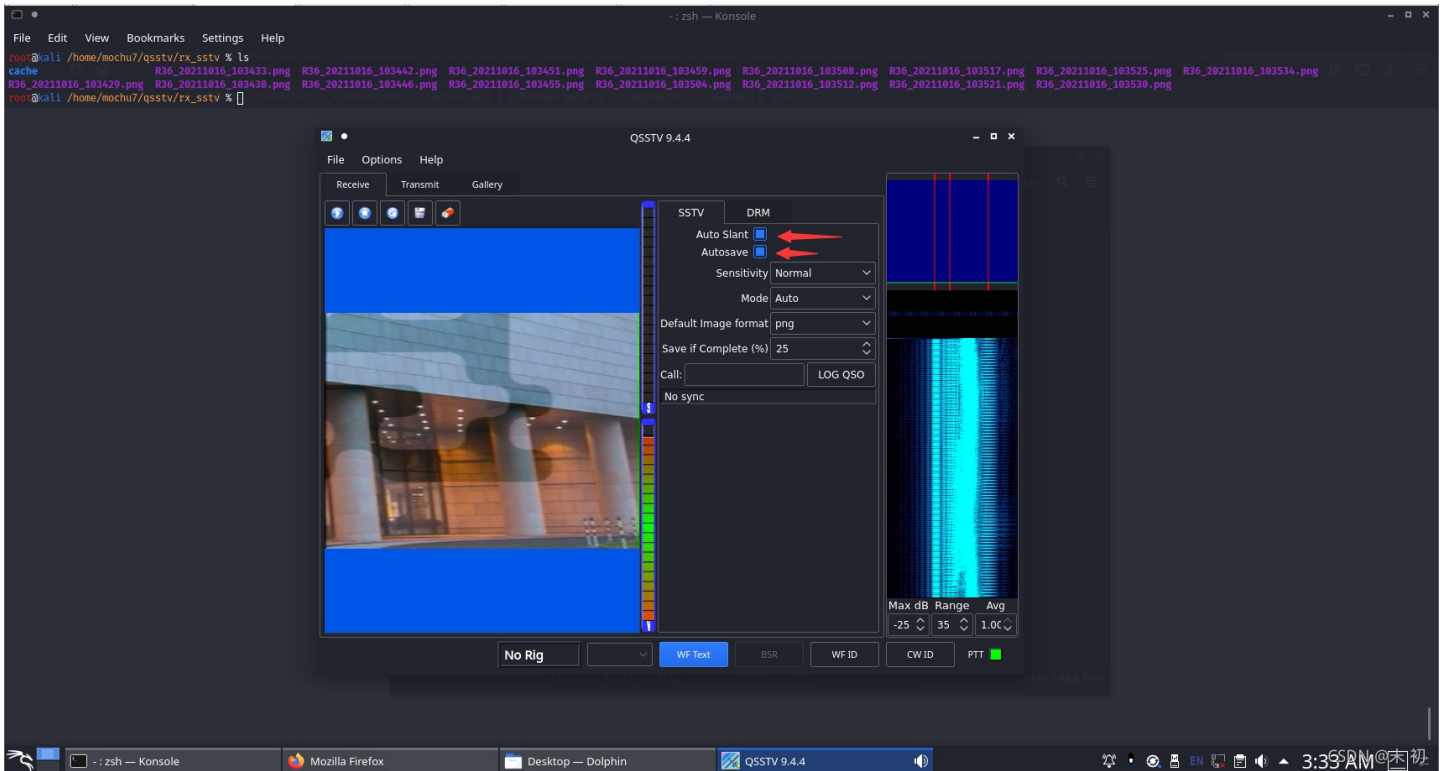 - : zsh — Konsole
File Edit View Bookmarks Settings Help
root@kali /home/mochu7/qsstv/rx_sstv % ls
cache R36_20211016_103433.png R36_20211016_103442.png R36_20211016_103451.png R36_20211016_103459.png R36_20211016_103508.png R36_20211016_103517.png R36_20211016_103525.png R36_20211016_103534.png
R36_20211016_103429.png R36_20211016_103438.png R36_20211016_103446.png R36_20211016_103455.png R36_20211016_103504.png R36_20211016_103512.png R36_20211016_103521.png R36_20211016_103530.png
root@kali /home/mochu7/qsstv/rx_sstv %
QSSTV 9.4.4
File Options Help
Receive Transmit Gallery
SSTV DRM
Auto Slant
Autosave
Sensitivity Normal
Mode Auto
Default Image format png
Save if Complete (%) 25
Call: LOG QSO
No sync
S
V
Max dB Range Avg
-25 35 1.00
No Rig WF Text BSR WF ID CW ID PTT
- : zsh — Konsole Mozilla Firefox Desktop — Dolphin QSSTV 9.4.4 EN 3:33 AM
CSDN @末初